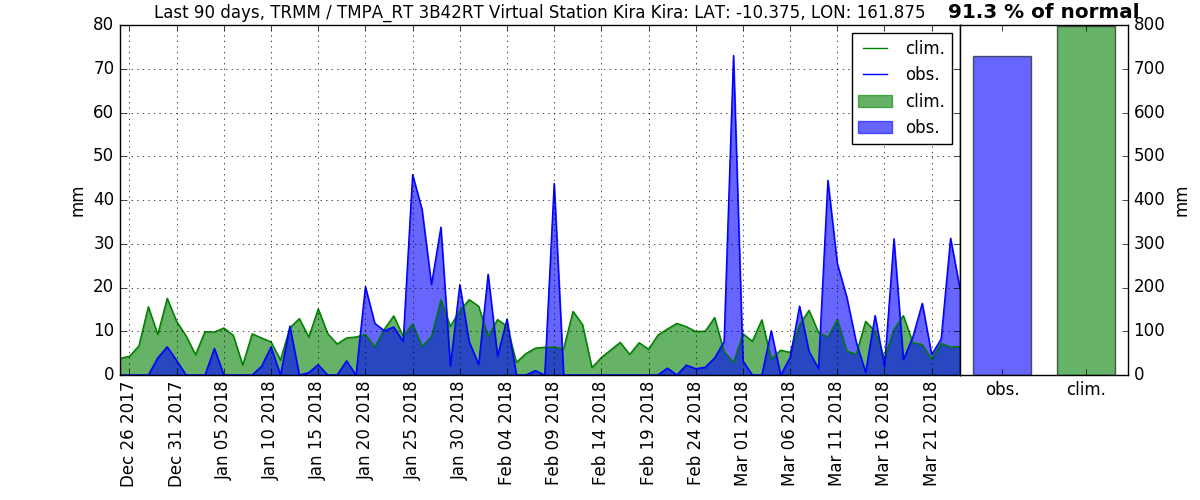 Last 90 days, TRMM / TMPA_RT 3B42RT Virtual Station Kira Kira: LAT: -10.375, LON: 161.875
91.3 % of normal
80
70
60
50
40
30
20
10
0
mm
clim.
obs.
clim.
obs.
800
700
600
500
400
300
200
100
0
mm
Dec 26 2017
Dec 31 2017
Jan 05 2018
Jan 10 2018
Jan 15 2018
Jan 20 2018
Jan 25 2018
Jan 30 2018
Feb 04 2018
Feb 09 2018
Feb 14 2018
Feb 19 2018
Feb 24 2018
Mar 01 2018
Mar 06 2018
Mar 11 2018
Mar 16 2018
Mar 21 2018
obs.
clim.